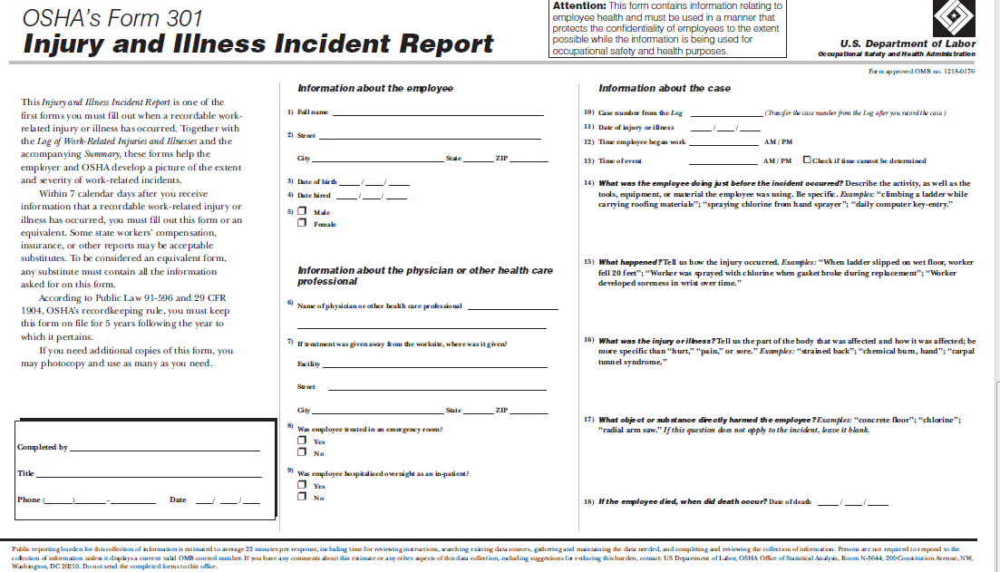 OSHA's Form 301
Injury and Illness Incident Report
Attention: This form contains information relating to
employee health and must be used in a manner that
protects the confidentiality of employees to the extent
possible while the information is being used for
occupational safety and health purposes.
U.S. Department of Labor
Occupational Safety and Health Administration
Form approved OMB no. 1218-0176
This Injury and Illness Incident Report is one of the
first forms you must fill out when a recordable work-
related injury or illness has occurred. Together with
the Log of Work-Related Injuries and Illnesses and the
accompanying Summary, these forms help the
employer and OSHA develop a picture of the extent
and severity of work-related incidents.
Within 7 calendar days after you receive
information that a recordable work-related injury or
illness has occurred, you must fill out this form or an
equivalent. Some state workers' compensation,
insurance, or other reports may be acceptable
substitutes. To be considered an equivalent form,
any substitute must contain all the information
asked for on this form.
According to Public Law 91-596 and 29 CFR
1904, OSHA's recordkeeping rule, you must keep
this form on file for 5 years following the year to
which it pertains.
If you need additional copies of this form, you
may photocopy and use as many as you need.
Completed by
Title
Phone ( ) – Date / /
Information about the employee
1) Full name
2) Street
City State ZIP
3) Date of birth / /
4) Date hired / /
5) Male
Female
Information about the physician or other health care
professional
6) Name of physician or other health care professional
7) If treatment was given away from the worksite, where was it given?
Facility
Street
City State ZIP
8) Was employee treated in an emergency room?
Yes
No
9) Was employee hospitalized overnight as an in-patient?
Yes
No
Information about the case
10) Case number from the Log (Transfer the case number from the Log after you record the case.)
11) Date of injury or illness / /
12) Time employee began work AM / PM
13) Time of event AM / PM Check if time cannot be determined
14) What was the employee doing just before the incident occurred? Describe the activity, as well as the
tools, equipment, or material the employee was using. Be specific. Examples: "climbing a ladder while
carrying roofing materials"; "spraying chlorine from hand sprayer"; "daily computer key-entry."
15) What happened? Tell us how the injury occurred. Examples: "When ladder slipped on wet floor, worker
fell 20 feet"; "Worker was sprayed with chlorine when gasket broke during replacement"; "Worker
developed soreness in wrist over time."
16) What was the injury or illness? Tell us the part of the body that was affected and how it was affected; be
more specific than "hurt," "pain," or sore." Examples: "strained back"; "chemical burn, hand"; "carpal
tunnel syndrome."
17) What object or substance directly harmed the employee? Examples: "concrete floor"; "chlorine";
"radial arm saw." If this question does not apply to the incident, leave it blank.
18) If the employee died, when did death occur? Date of death / /
Public reporting burden for this collection of information is estimated to average 22 minutes per response, including time for reviewing instructions, searching existing data sources, gathering and maintaining the data needed, and completing and reviewing the collection of information. Persons are not required to respond to the
collection of information unless it displays a current valid OMB control number. If you have any comments about this estimate or any other aspects of this data collection, including suggestions for reducing this burden, contact: US Department of Labor, OSHA Office of Statistical Analysis, Room N-3644, 200 Constitution Avenue, NW,
Washington, DC 20210. Do not send the completed forms to this office.